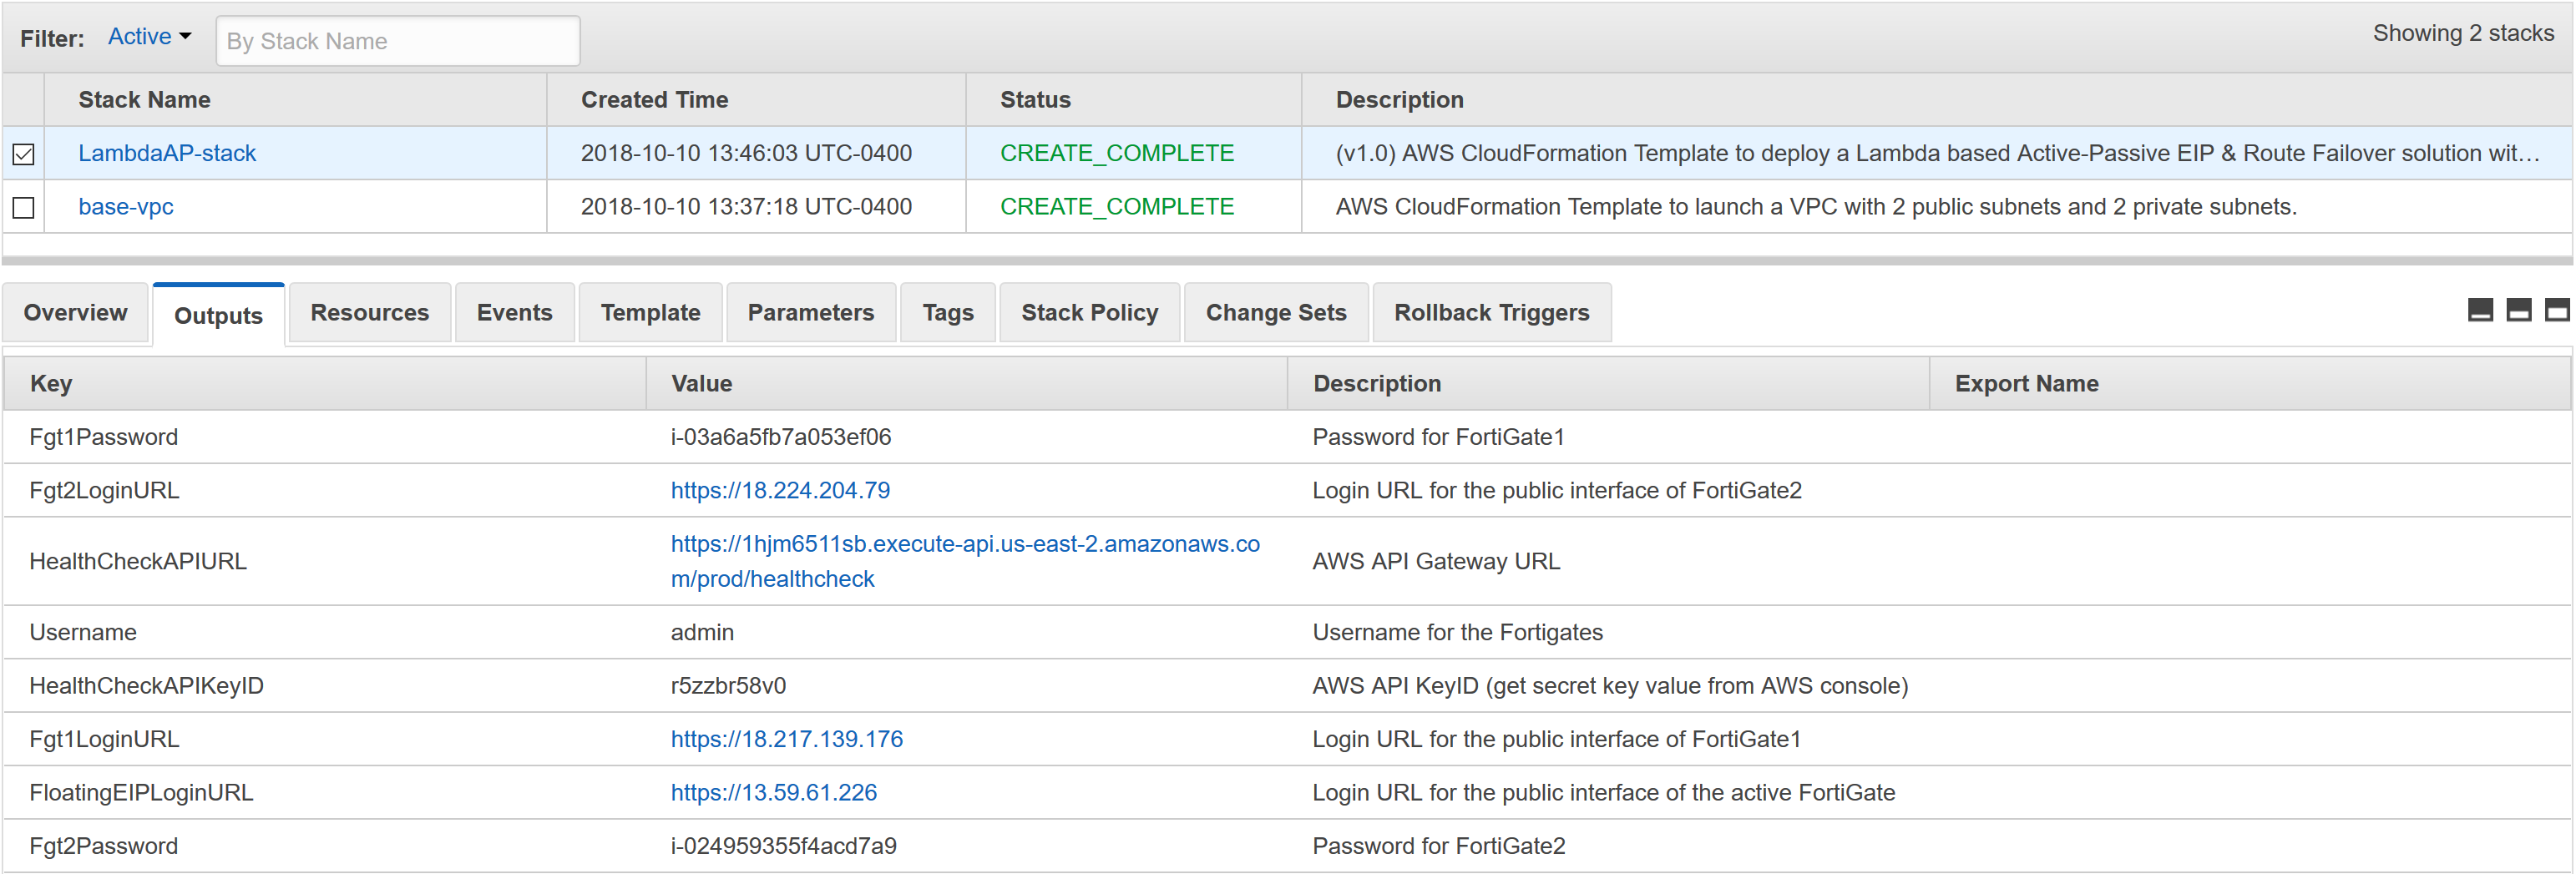 Filter: Active By Stack Name Showing 2 stacks
Stack Name Created Time Status Description
LambdaAP-stack 2018-10-10 13:46:03 UTC-0400 CREATE_COMPLETE (v1.0) AWS CloudFormation Template to deploy a Lambda based Active-Passive EIP & Route Failover solution wit…
base-vpc 2018-10-10 13:37:18 UTC-0400 CREATE_COMPLETE AWS CloudFormation Template to launch a VPC with 2 public subnets and 2 private subnets.
Overview Outputs Resources Events Template Parameters Tags Stack Policy Change Sets Rollback Triggers
Key Value Description Export Name
Fgt1Password i-03a6a5fb7a053ef06 Password for FortiGate1
Fgt2LoginURL https://18.224.204.79 Login URL for the public interface of FortiGate2
HealthCheckAPIURL https://1hjm6511sb.execute-api.us-east-2.amazonaws.co
m/prod/healthcheck AWS API Gateway URL
Username admin Username for the Fortigates
HealthCheckAPIKeyID r5zzbr58v0 AWS API KeyID (get secret key value from AWS console)
Fgt1LoginURL https://18.217.139.176 Login URL for the public interface of FortiGate1
FloatingEIPLoginURL https://13.59.61.226 Login URL for the public interface of the active FortiGate
Fgt2Password i-024959355f4acd7a9 Password for FortiGate2